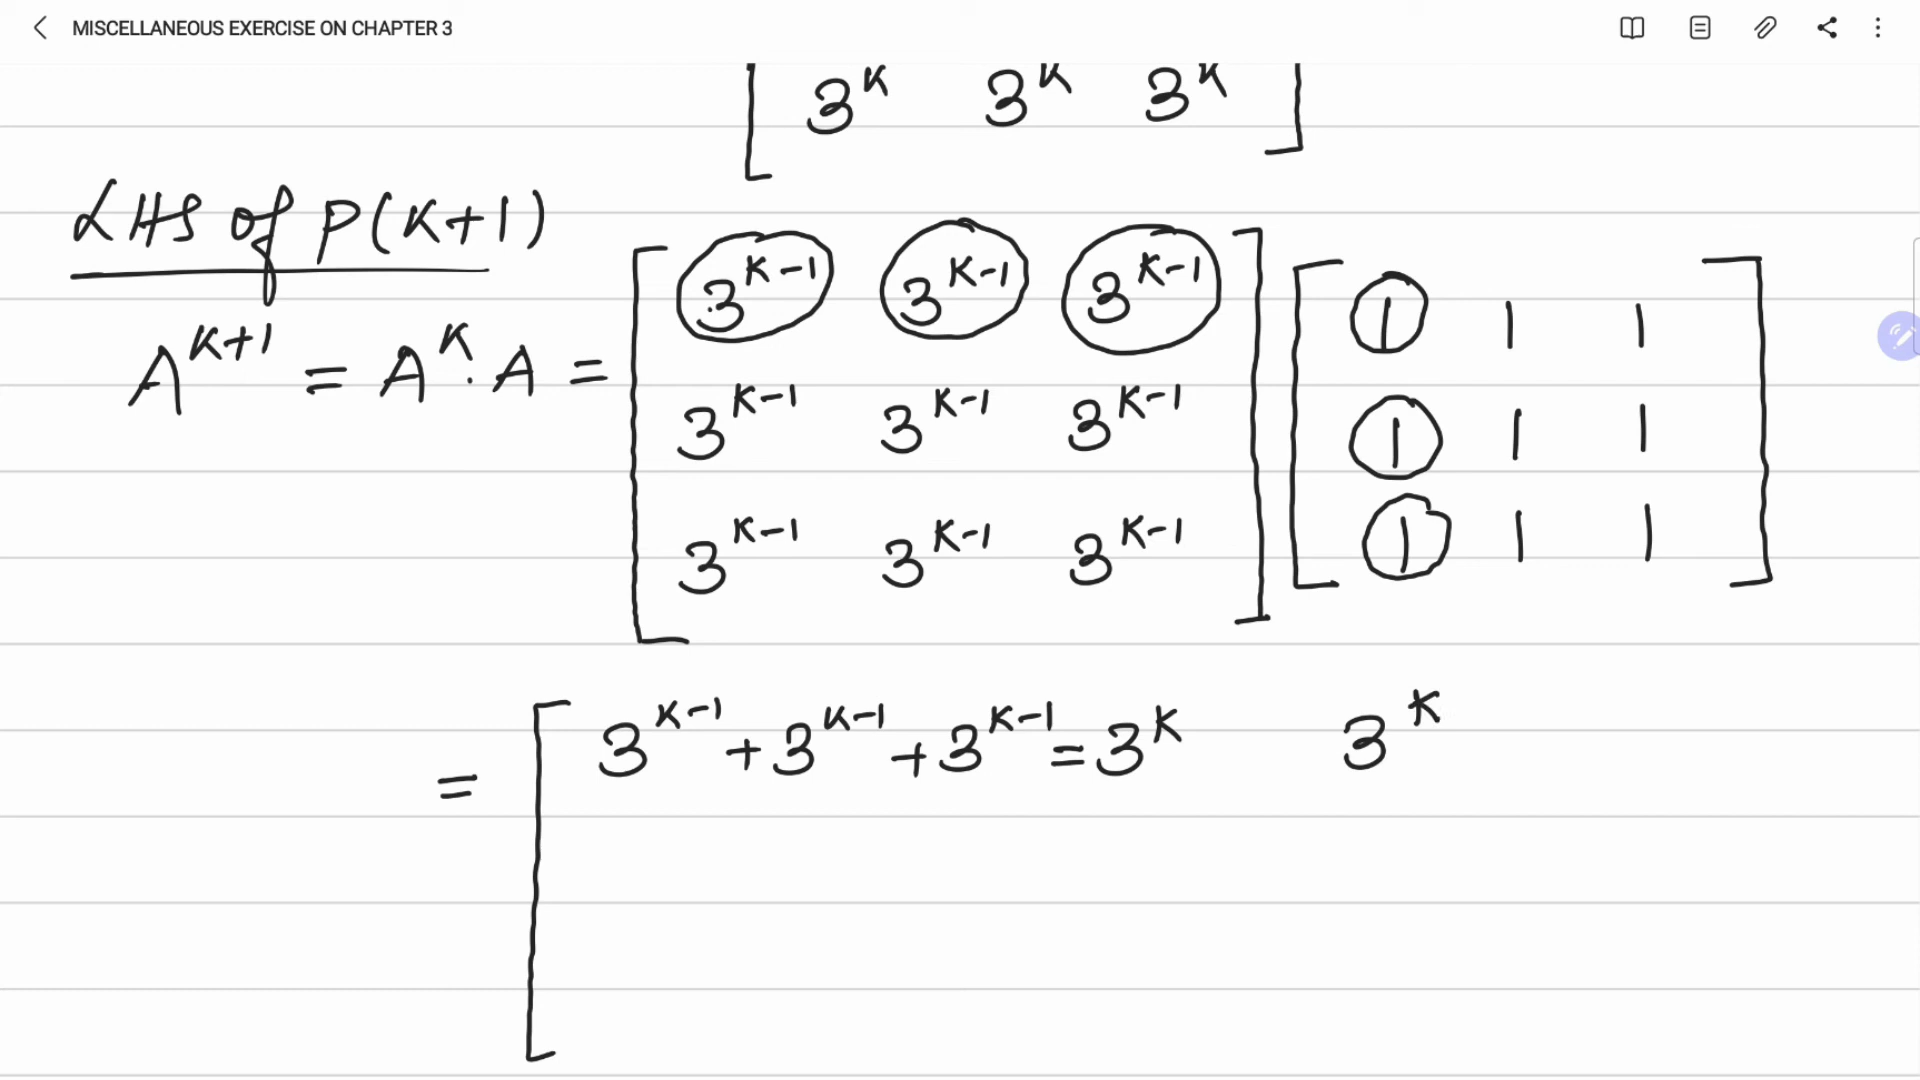 MISCELLANEOUS EXERCISE ON CHAPTER 3
3^K 3^K 3^K
LHS of P(K+1)
A^{K+1} = A^K . A = [ 3^{K-1} 3^{K-1} 3^{K-1} ] [ 1 1 1 ]
3^{K-1} 3^{K-1} 3^{K-1} 1 1 1
3^{K-1} 3^{K-1} 3^{K-1} 1 1 1
= [ 3^{K-1} + 3^{K-1} + 3^{K-1} = 3^K 3^K